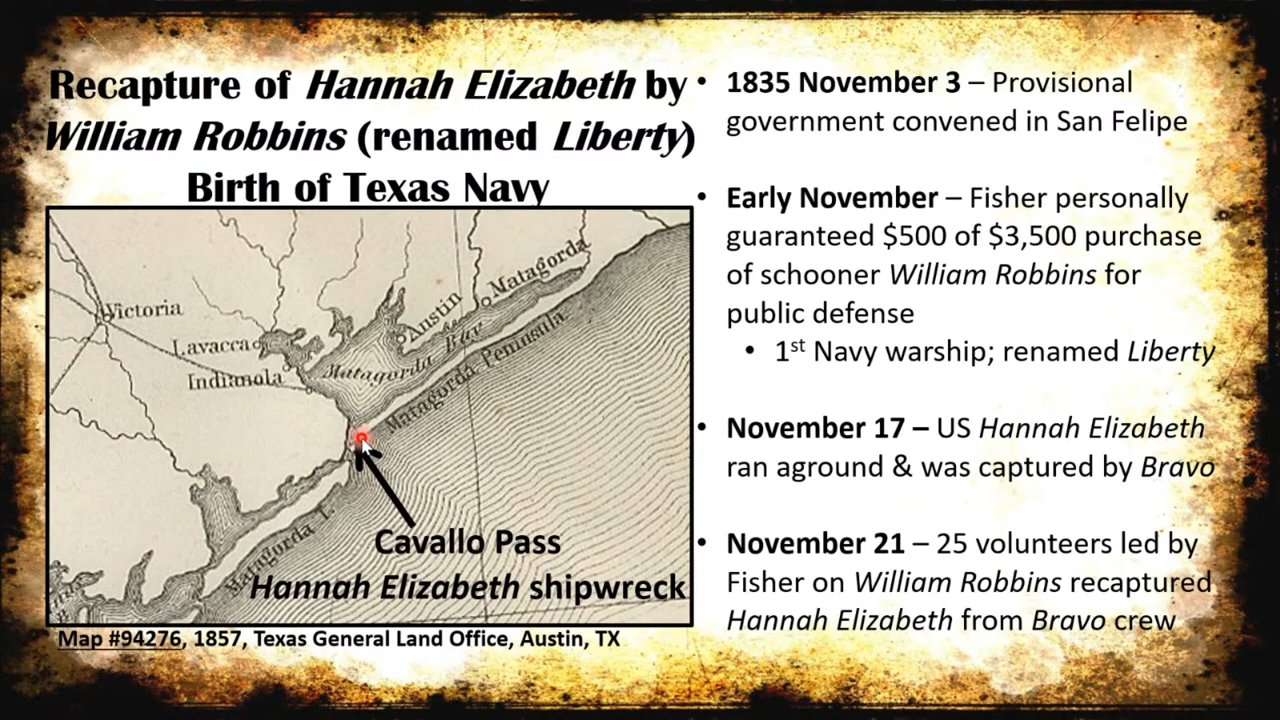 Recapture of Hannah Elizabeth by
William Robbins (renamed Liberty)
Birth of Texas Navy
Victoria
Lavacca
Indianola
Austin
Matagorda
Matagorda Bay
Matagorda Peninsula
Matagorda I.
Cavallo Pass
Hannah Elizabeth shipwreck
Map #94276, 1857, Texas General Land Office, Austin, TX
• 1835 November 3 – Provisional
government convened in San Felipe
• Early November – Fisher personally
guaranteed $500 of $3,500 purchase
of schooner William Robbins for
public defense
• 1st Navy warship; renamed Liberty
• November 17 – US Hannah Elizabeth
ran aground & was captured by Bravo
• November 21 – 25 volunteers led by
Fisher on William Robbins recaptured
Hannah Elizabeth from Bravo crew